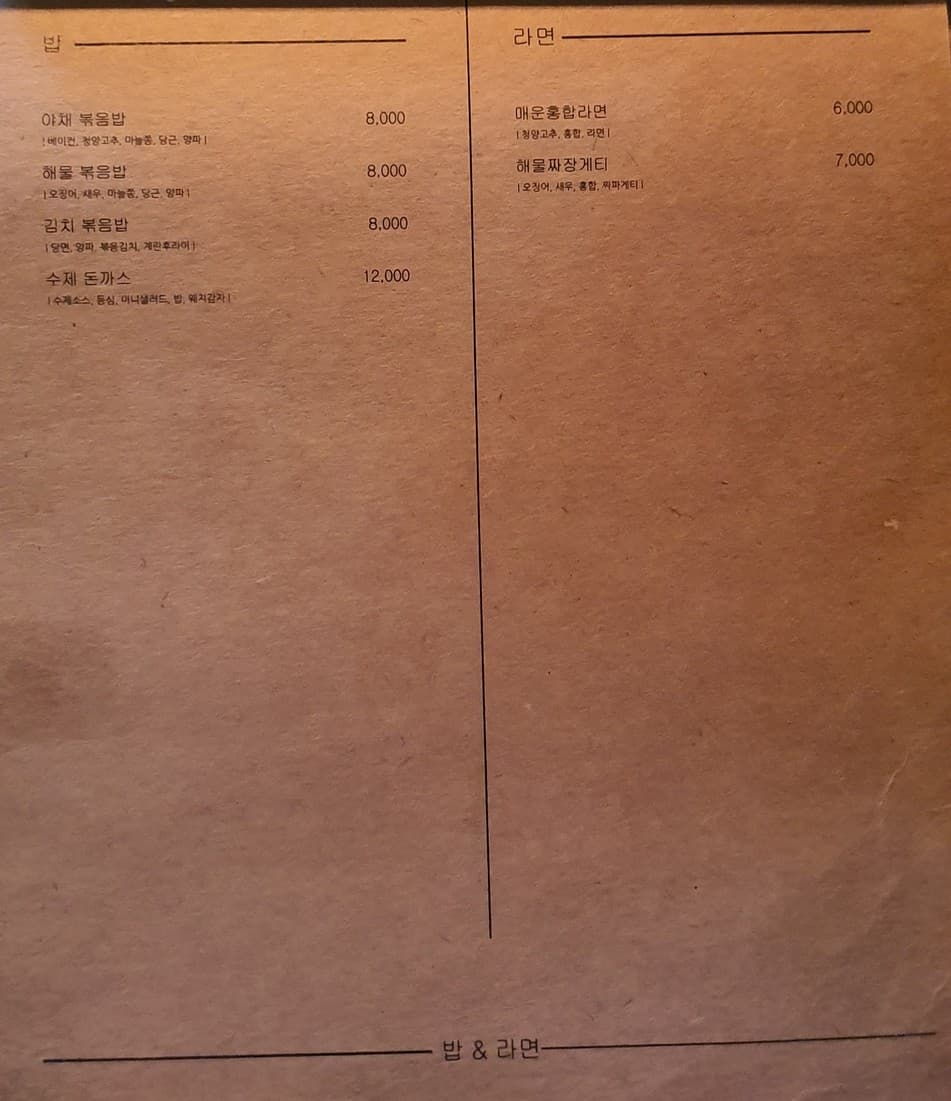 밥
야채 볶음밥 8,000
| 베이컨, 청양고추, 마늘쫑, 당근, 양파 |
해물 볶음밥 8,000
| 오징어, 새우, 마늘쫑, 당근, 양파 |
김치 볶음밥 8,000
| 당면, 양파, 볶음김치, 계란후라이 |
수제 돈까스 12,000
| 수제소스, 등심, 미니샐러드, 밥, 웨지감자 |
라면
매운홍합라면 6,000
| 청양고추, 홍합, 라면 |
해물짜장게티 7,000
| 오징어, 새우, 홍합, 짜파게티 |
밥 & 라면